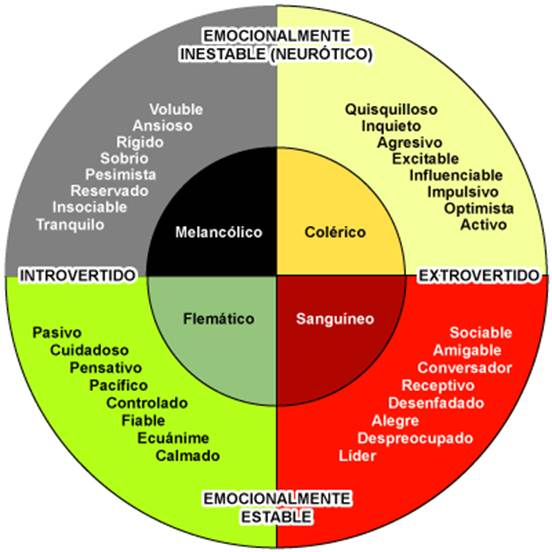 EMOCIONALMENTE
INESTABLE (NEURÓTICO)
Voluble
Ansioso
Rígido
Sobrio
Pesimista
Reservado
Insociable
Tranquilo
Quisquilloso
Inquieto
Agresivo
Excitable
Influenciable
Impulsivo
Optimista
Activo
Melancólico
Colérico
INTROVERTIDO
EXTROVERTIDO
Flemático
Sanguíneo
Pasivo
Cuidadoso
Pensativo
Pacífico
Controlado
Fiable
Ecuánime
Calmado
Sociable
Amigable
Conversador
Receptivo
Desenfadado
Alegre
Despreocupado
Líder
EMOCIONALMENTE
ESTABLE